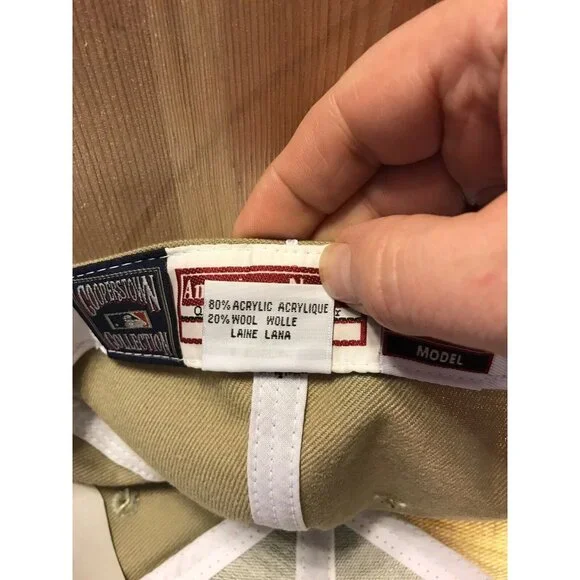 COOPERSTOWN
COLLECTION
80% ACRYLIC ACRYLIQUE
20% WOOL WOLLE
LAINE LANA
MODEL